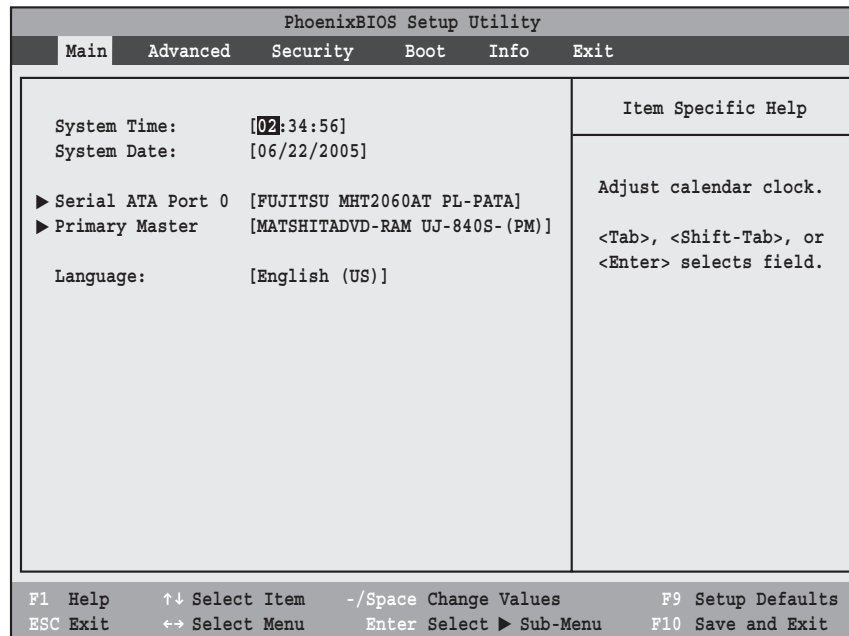 PhoenixBIOS Setup Utility
Main Advanced Security Boot Info Exit
System Time: [02:34:56]
System Date: [06/22/2005]
▶ Serial ATA Port 0 [FUJITSU MHT2060AT PL-PATA]
▶ Primary Master [MATSHITADVD-RAM UJ-840S-(PM)]
Language: [English (US)]
Item Specific Help
Adjust calendar clock.
<Tab>, <Shift-Tab>, or
<Enter> selects field.
F1 Help ↑↓ Select Item -/Space Change Values F9 Setup Defaults
ESC Exit ←→ Select Menu Enter Select ▶ Sub-Menu F10 Save and Exit